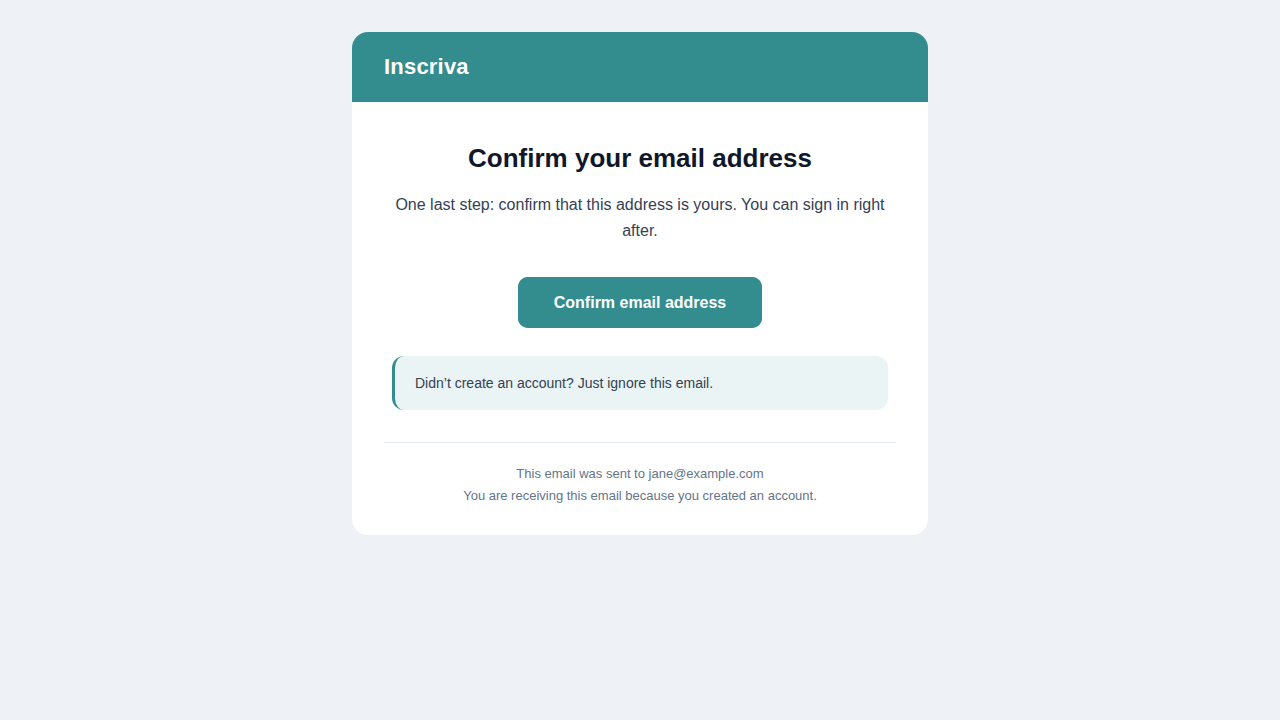 Inscriva
Confirm your email address
One last step: confirm that this address is yours. You can sign in right
after.
Confirm email address
Didn’t create an account? Just ignore this email.
This email was sent to jane@example.com
You are receiving this email because you created an account.